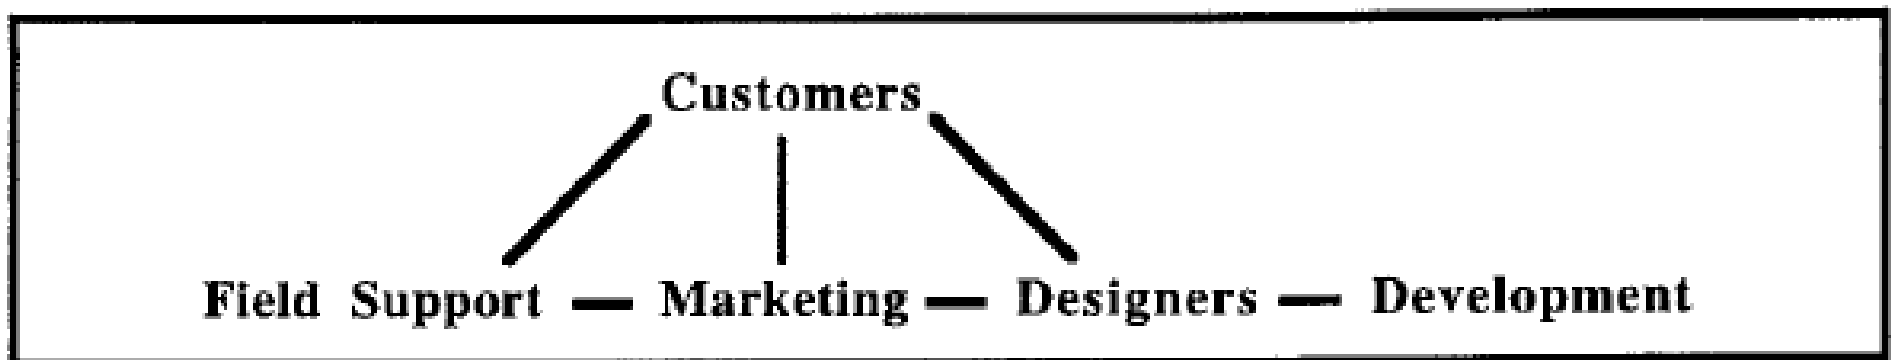 Customers
Field Support — Marketing — Designers — Development